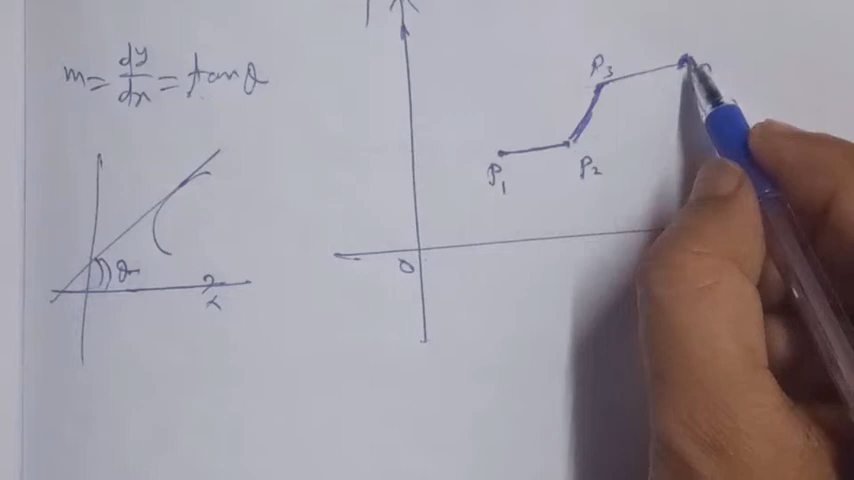 m = dy/dx = tan θ
P3
P1
P2
θ
x
O